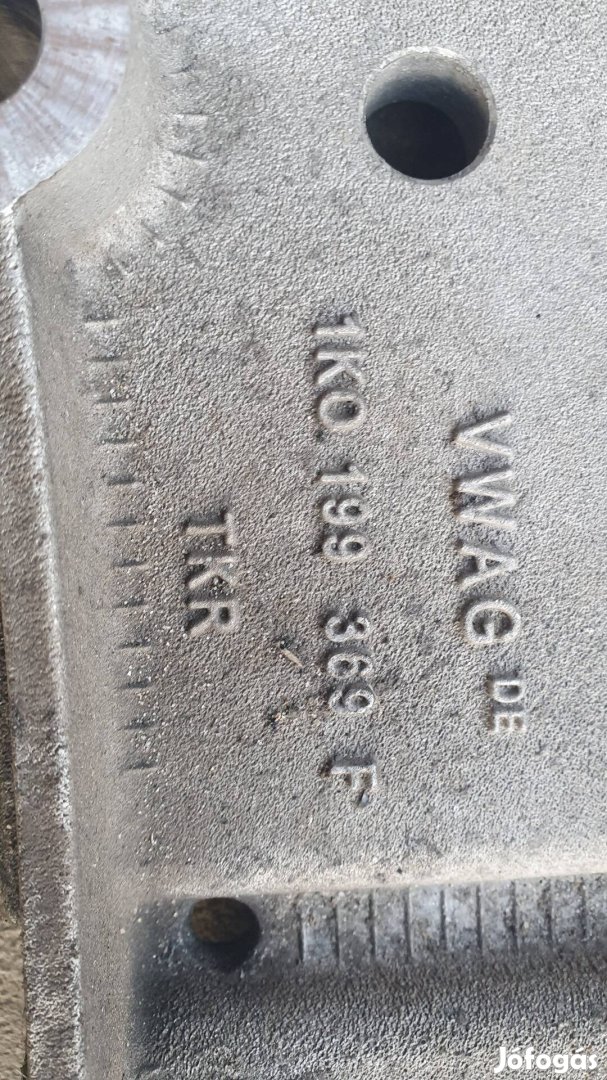 VWAG DE
1K0 199 369 F
TKR
Jófogás